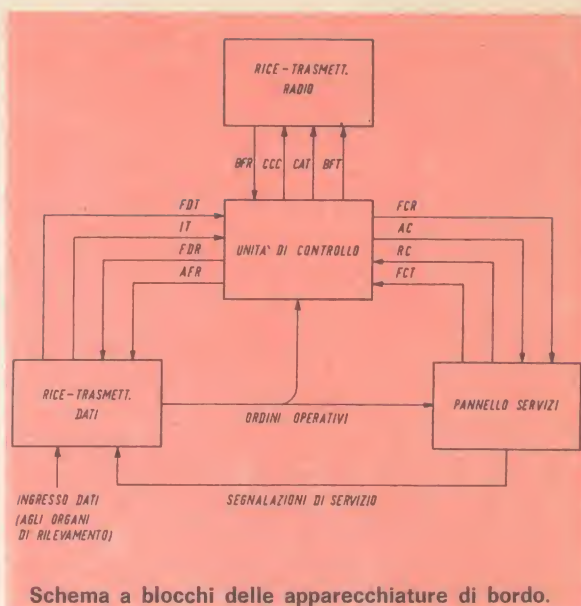 RICE-TRASMETT.
RADIO
BFR
CCC
CAT
BFT
FDT
IT
FDR
AFR
UNITA' DI CONTROLLO
FCR
AC
RC
FCT
RICE-TRASMETT.
DATI
ORDINI OPERATIVI
PANNELLO SERVIZI
INGRESSO DATI
(AGLI ORGANI
DI RILEVAMENTO)
SEGNALAZIONI DI SERVIZIO
Schema a blocchi delle apparecchiature di bordo.